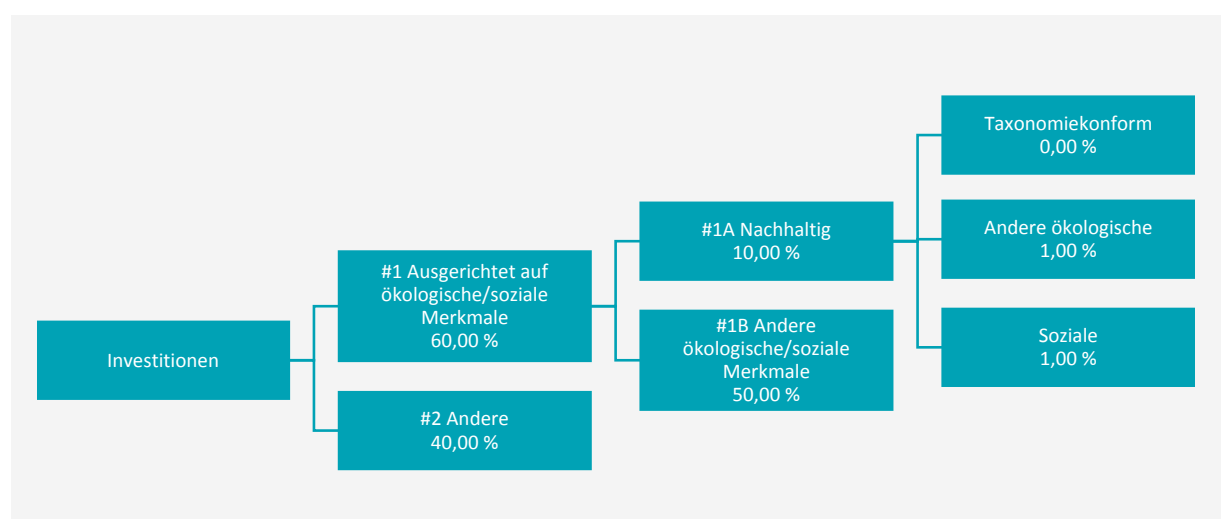 Investitionen
#1 Ausgerichtet auf
ökologische/soziale
Merkmale
60,00 %
#2 Andere
40,00 %
#1A Nachhaltig
10,00 %
#1B Andere
ökologische/soziale
Merkmale
50,00 %
Taxonomiekonform
0,00 %
Andere ökologische
1,00 %
Soziale
1,00 %